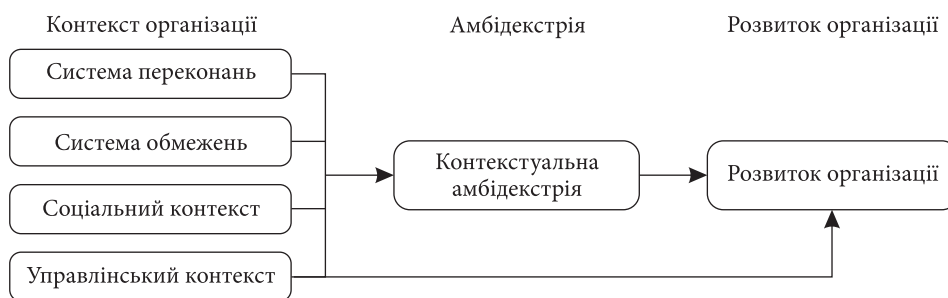 Контекст організації
Амбідекстрія
Розвиток організації
Система переконань
Система обмежень
Соціальний контекст
Управлінський контекст
Контекстуальна
амбідекстрія
Розвиток організації